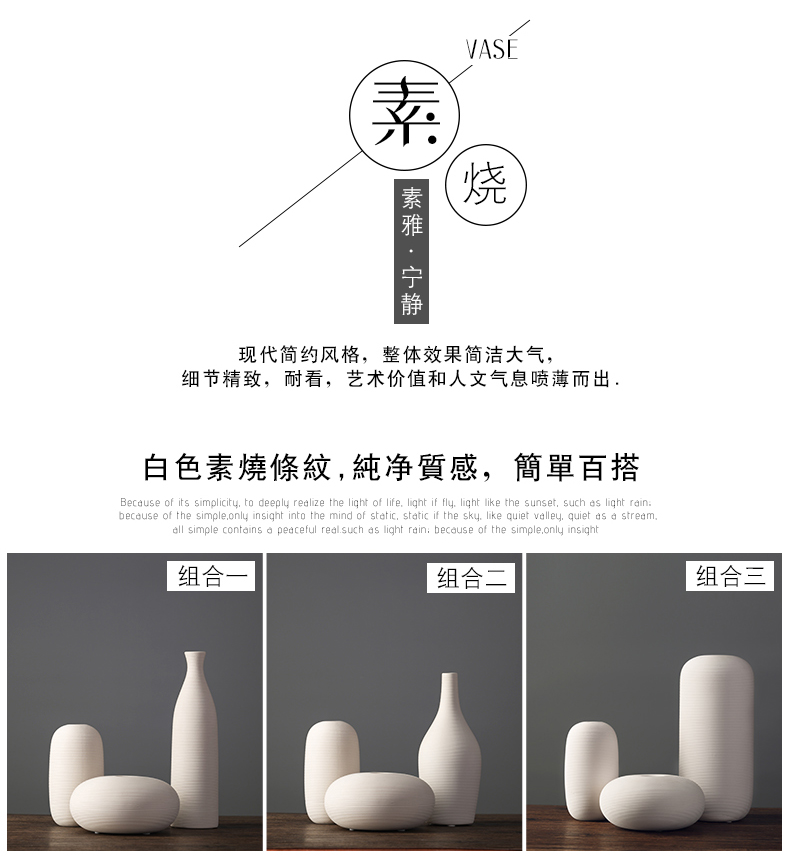 VASE
素
烧
素雅·宁静
现代简约风格，整体效果简洁大气，
细节精致，耐看，艺术价值和人文气息喷薄而出.
白色素燒條紋,純净質感，簡單百搭
Because of its simplicity, to deeply realize the light of life, light if fly, light like the sunset, such as light rain;
because of the simple,only insight into the mind of static, static if the sky, like quiet valley, quiet as a stream,
all simple contains a peaceful real.such as light rain; because of the simple,only insight
组合一
组合二
组合三